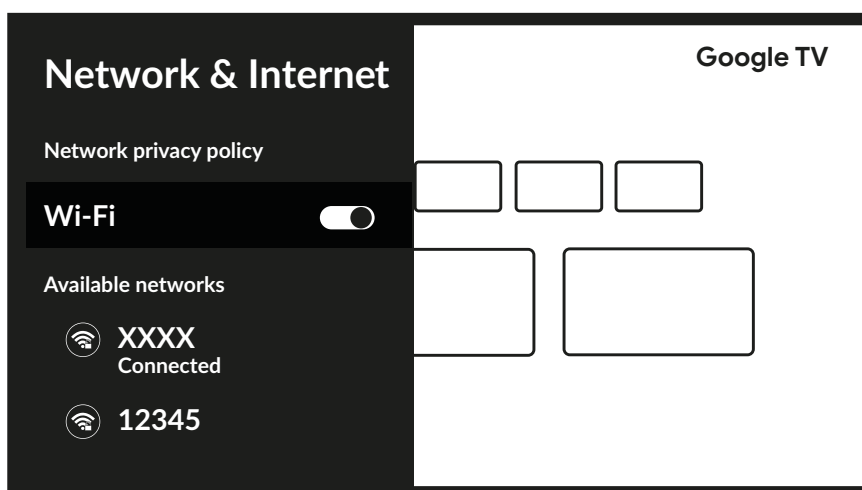 Network & Internet
Google TV
Network privacy policy
Wi-Fi
Available networks
XXXX
Connected
12345